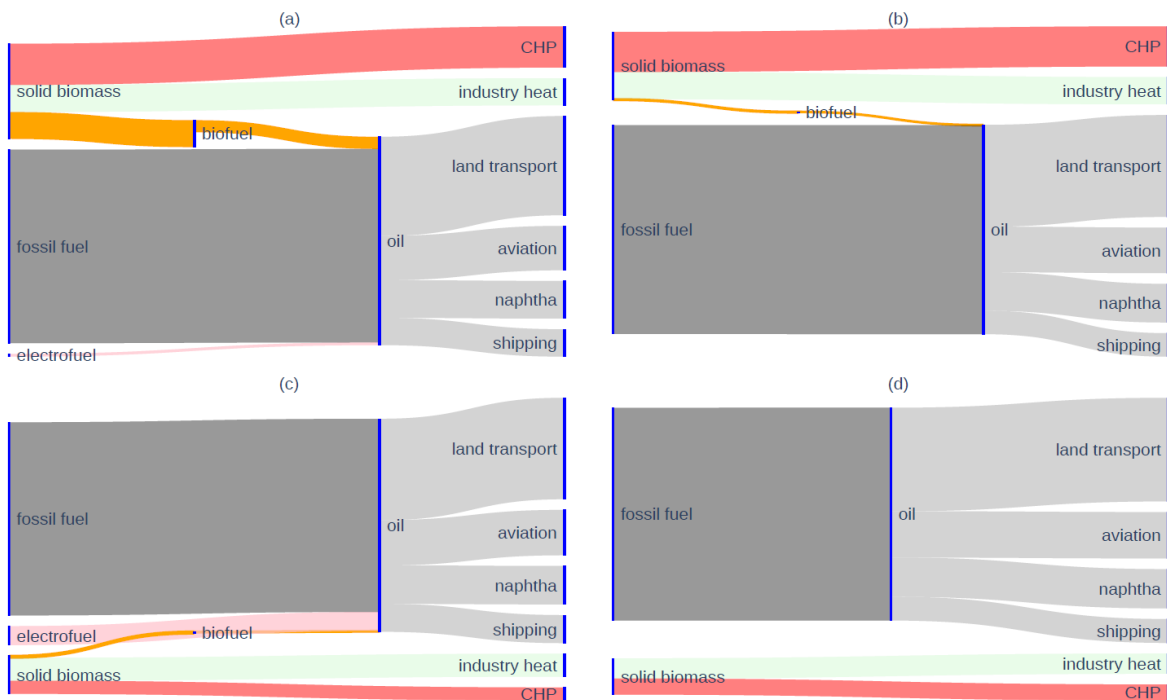 (a)
CHP
solid biomass
industry heat
biofuel
land transport
fossil fuel
oil
aviation
naphtha
shipping
electrofuel
(b)
CHP
solid biomass
industry heat
biofuel
land transport
fossil fuel
oil
aviation
naphtha
shipping
(c)
land transport
fossil fuel
oil
aviation
naphtha
electrofuel
biofuel
shipping
industry heat
solid biomass
CHP
(d)
land transport
fossil fuel
oil
aviation
naphtha
shipping
industry heat
solid biomass
CHP